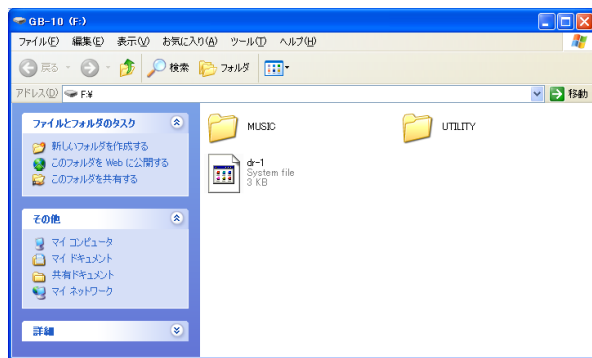 GB-10 (F:)
ファイル(F) 編集(E) 表示(V) お気に入り(A) ツール(T) ヘルプ(H)
戻る 検索 フォルダ
アドレス(D) F:¥ 移動
ファイルとフォルダのタスク
新しいフォルダを作成する
このフォルダを Web に公開する
このフォルダを共有する
その他
マイ コンピュータ
マイ ドキュメント
共有ドキュメント
マイ ネットワーク
詳細
MUSIC
UTILITY
dr-1
System file
3 KB